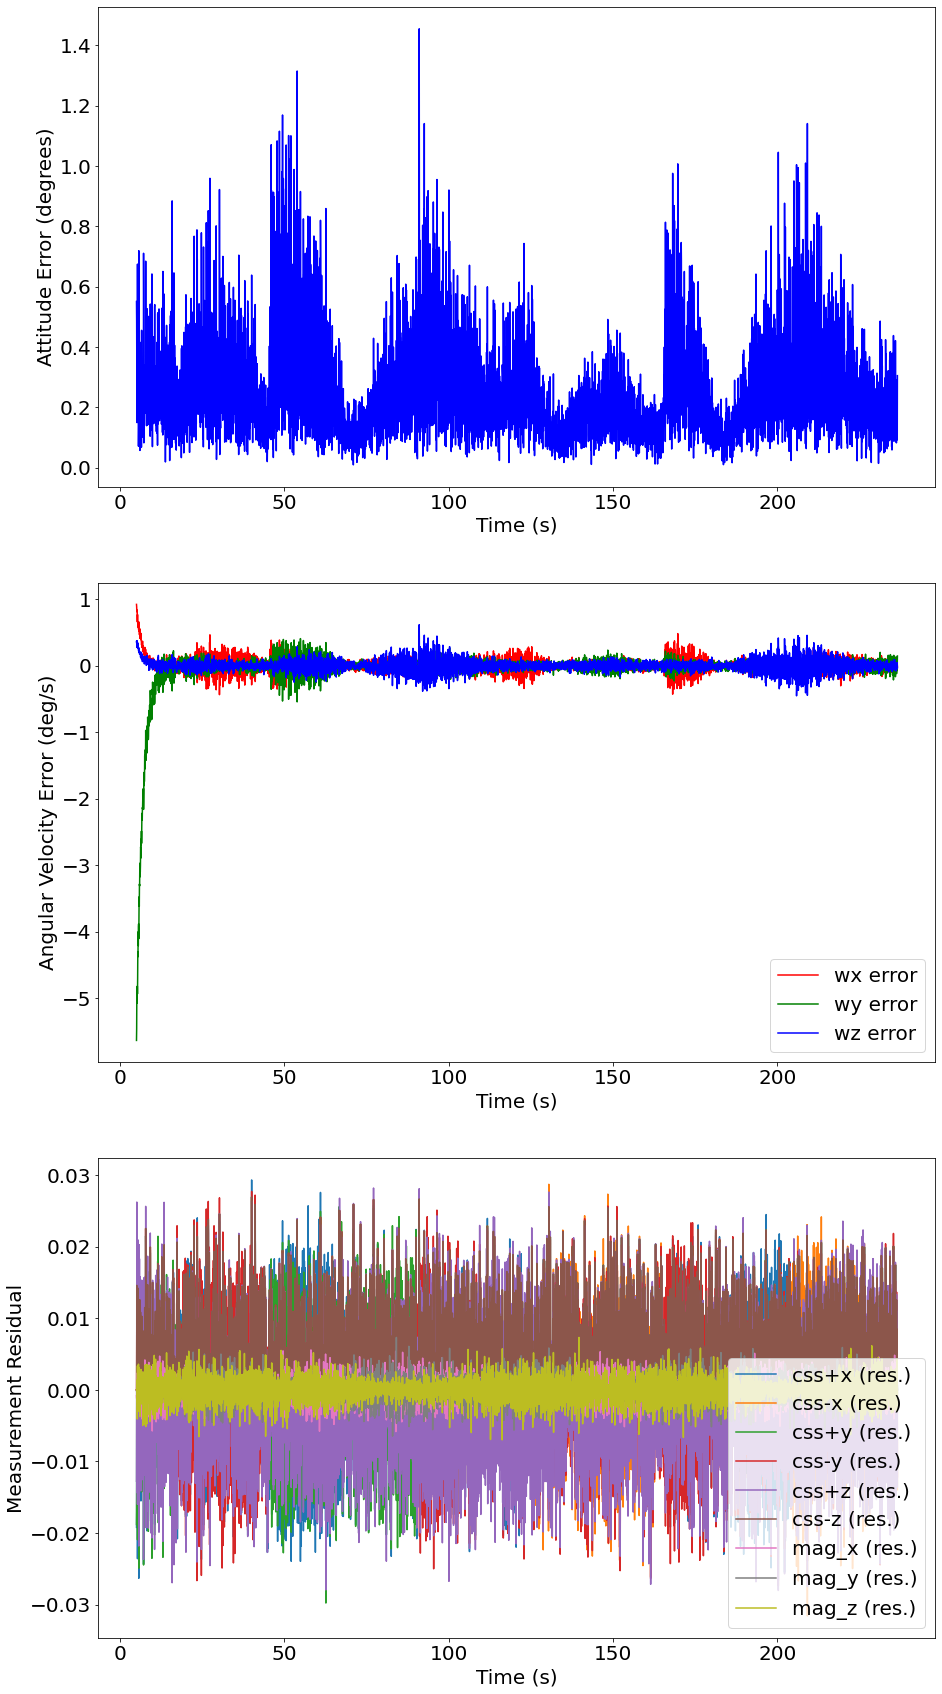 Attitude Error (degrees)
1.4
1.2
1.0
0.8
0.6
0.4
0.2
0.0
0 50 100 150 200
Time (s)
Angular Velocity Error (deg/s)
1
0
−1
−2
−3
−4
−5
wx error
wy error
wz error
0 50 100 150 200
Time (s)
Measurement Residual
0.03
0.02
0.01
0.00
−0.01
−0.02
−0.03
css+x (res.)
css-x (res.)
css+y (res.)
css-y (res.)
css+z (res.)
css-z (res.)
mag_x (res.)
mag_y (res.)
mag_z (res.)
0 50 100 150 200
Time (s)